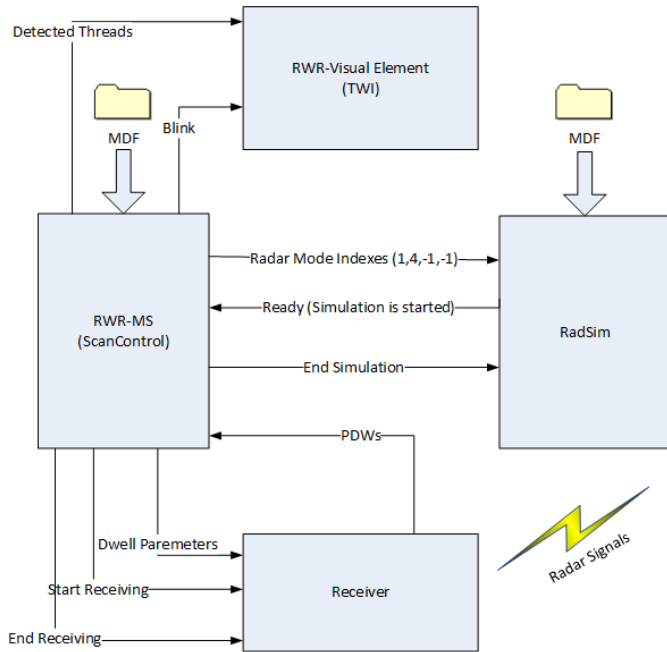 Detected Threads
RWR-Visual Element
(TWI)
MDF
Blink
MDF
RWR-MS
(ScanControl)
Radar Mode Indexes (1,4,-1,-1)
Ready (Simulation is started)
End Simulation
RadSim
PDWs
Dwell Paremeters
Start Receiving
End Receiving
Receiver
Radar Signals